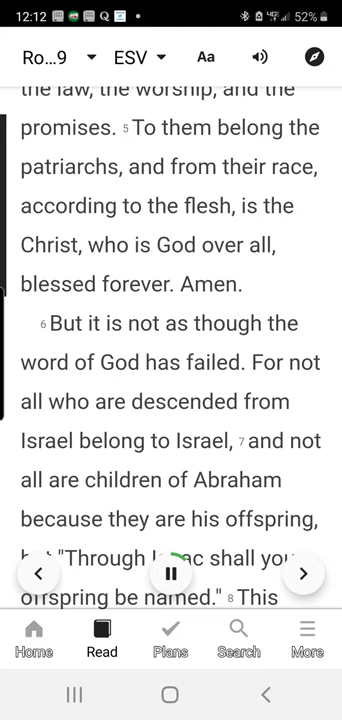 12:12
52%
Ro...9
ESV
Aa
the law, the worship, and the
promises. 5 To them belong the
patriarchs, and from their race,
according to the flesh, is the
Christ, who is God over all,
blessed forever. Amen.
6 But it is not as though the
word of God has failed. For not
all who are descended from
Israel belong to Israel, 7 and not
all are children of Abraham
because they are his offspring,
"Through shall
offspring be named." 8 This
Home
Read
Plans
Search
More